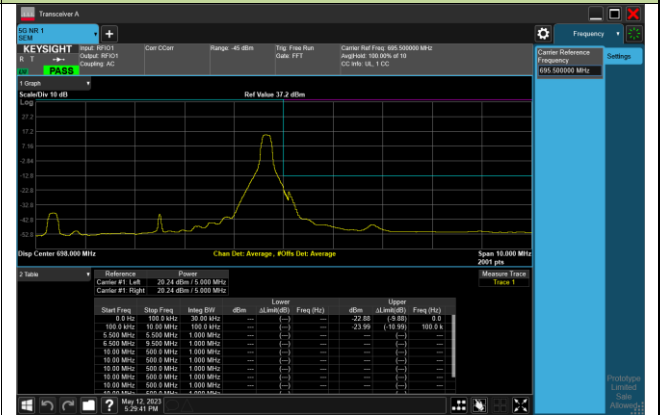 Transceiver A
5G NR 1
SEM
+
Frequency
KEYSIGHT
R T
LVI
PASS
Input: RFIO1
Output: RFIO1
Coupling: AC
Corr CCorr
Range: -45 dBm
Trig: Free Run
Gate: FFT
Carrier Ref Freq: 695.500000 MHz
Avg|Hold: 100.00% of 10
CC Info: UL, 1 CC
Carrier Reference
Frequency
695.500000 MHz
Settings
1 Graph
Scale/Div 10 dB
Ref Value 37.2 dBm
Log
27.2
17.2
7.16
-2.84
-12.8
-22.8
-32.8
-42.8
-52.8
Disp Center 698.000 MHz
Chan Det: Average, #Offs Det: Average
Span 10.000 MHz
2001 pts
2 Table
Reference Power
Carrier #1: Left 20.24 dBm / 5.000 MHz
Carrier #1: Right 20.24 dBm / 5.000 MHz
Measure Trace
Trace 1
Lower Upper
Start Freq Stop Freq Integ BW dBm ΔLimit(dB) Freq (Hz) dBm ΔLimit(dB) Freq (Hz)
0.0 Hz 100.0 kHz 30.00 kHz --- (---) --- -22.88 (-9.88) 0.0
100.0 kHz 10.00 MHz 100.0 kHz --- (---) --- -23.99 (-10.99) 100.0 k
5.500 MHz 5.500 MHz 1.000 MHz --- (---) --- --- (---) ---
6.500 MHz 9.500 MHz 1.000 MHz --- (---) --- --- (---) ---
10.00 MHz 500.0 MHz 1.000 MHz --- (---) --- --- (---) ---
10.00 MHz 500.0 MHz 1.000 MHz --- (---) --- --- (---) ---
10.00 MHz 500.0 MHz 1.000 MHz --- (---) --- --- (---) ---
10.00 MHz 500.0 MHz 1.000 MHz --- (---) --- --- (---) ---
10.00 MHz 500.0 MHz 1.000 MHz --- (---) --- --- (---) ---
May 12, 2023
5:29:41 PM
?
Prototype
Limited
Sale
Allowed